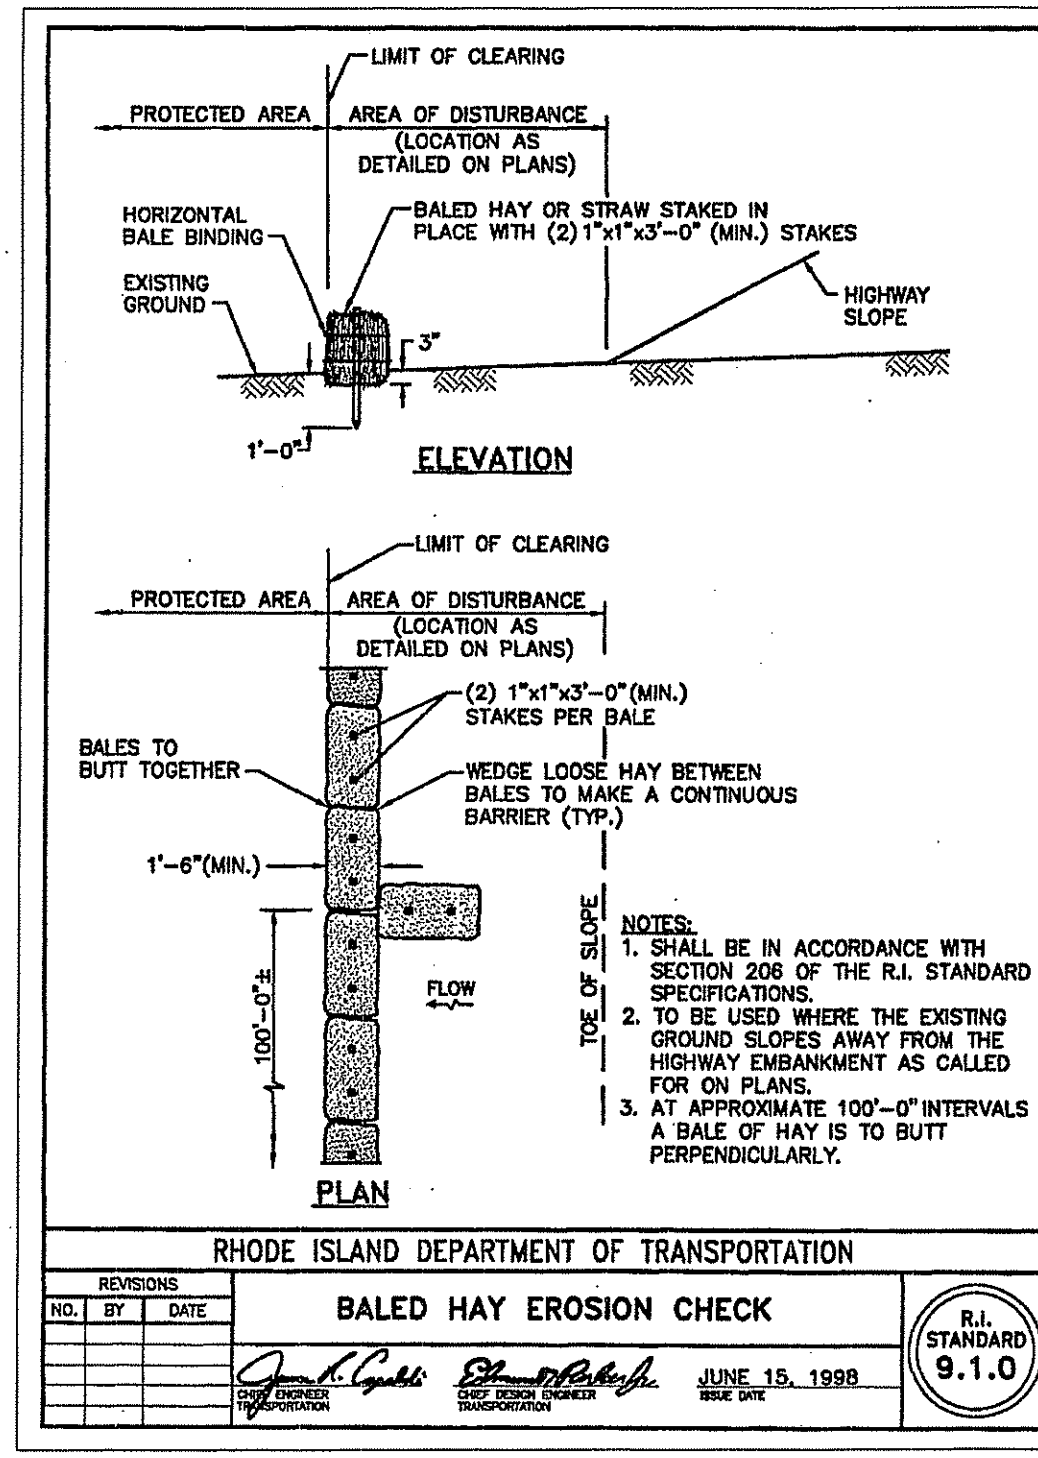 LIMIT OF CLEARING
PROTECTED AREA
AREA OF DISTURBANCE
(LOCATION AS
DETAILED ON PLANS)
HORIZONTAL
BALE BINDING
BALED HAY OR STRAW STAKED IN
PLACE WITH (2) 1"x1"x3'-0" (MIN.) STAKES
EXISTING
GROUND
HIGHWAY
SLOPE
3"
1'-0"
ELEVATION
LIMIT OF CLEARING
PROTECTED AREA
AREA OF DISTURBANCE
(LOCATION AS
DETAILED ON PLANS)
(2) 1"x1"x3'-0"(MIN.)
STAKES PER BALE
BALES TO
BUTT TOGETHER
WEDGE LOOSE HAY BETWEEN
BALES TO MAKE A CONTINUOUS
BARRIER (TYP.)
1'-6"(MIN.)
100'-0"±
FLOW
TOE OF SLOPE
NOTES:
1. SHALL BE IN ACCORDANCE WITH
SECTION 206 OF THE R.I. STANDARD
SPECIFICATIONS.
2. TO BE USED WHERE THE EXISTING
GROUND SLOPES AWAY FROM THE
HIGHWAY EMBANKMENT AS CALLED
FOR ON PLANS.
3. AT APPROXIMATE 100'-0" INTERVALS
A BALE OF HAY IS TO BUTT
PERPENDICULARLY.
PLAN
RHODE ISLAND DEPARTMENT OF TRANSPORTATION
REVISIONS
NO. BY DATE
BALED HAY EROSION CHECK
CHIEF ENGINEER
TRANSPORTATION
CHIEF DESIGN ENGINEER
TRANSPORTATION
JUNE 15, 1998
ISSUE DATE
R.I.
STANDARD
9.1.0